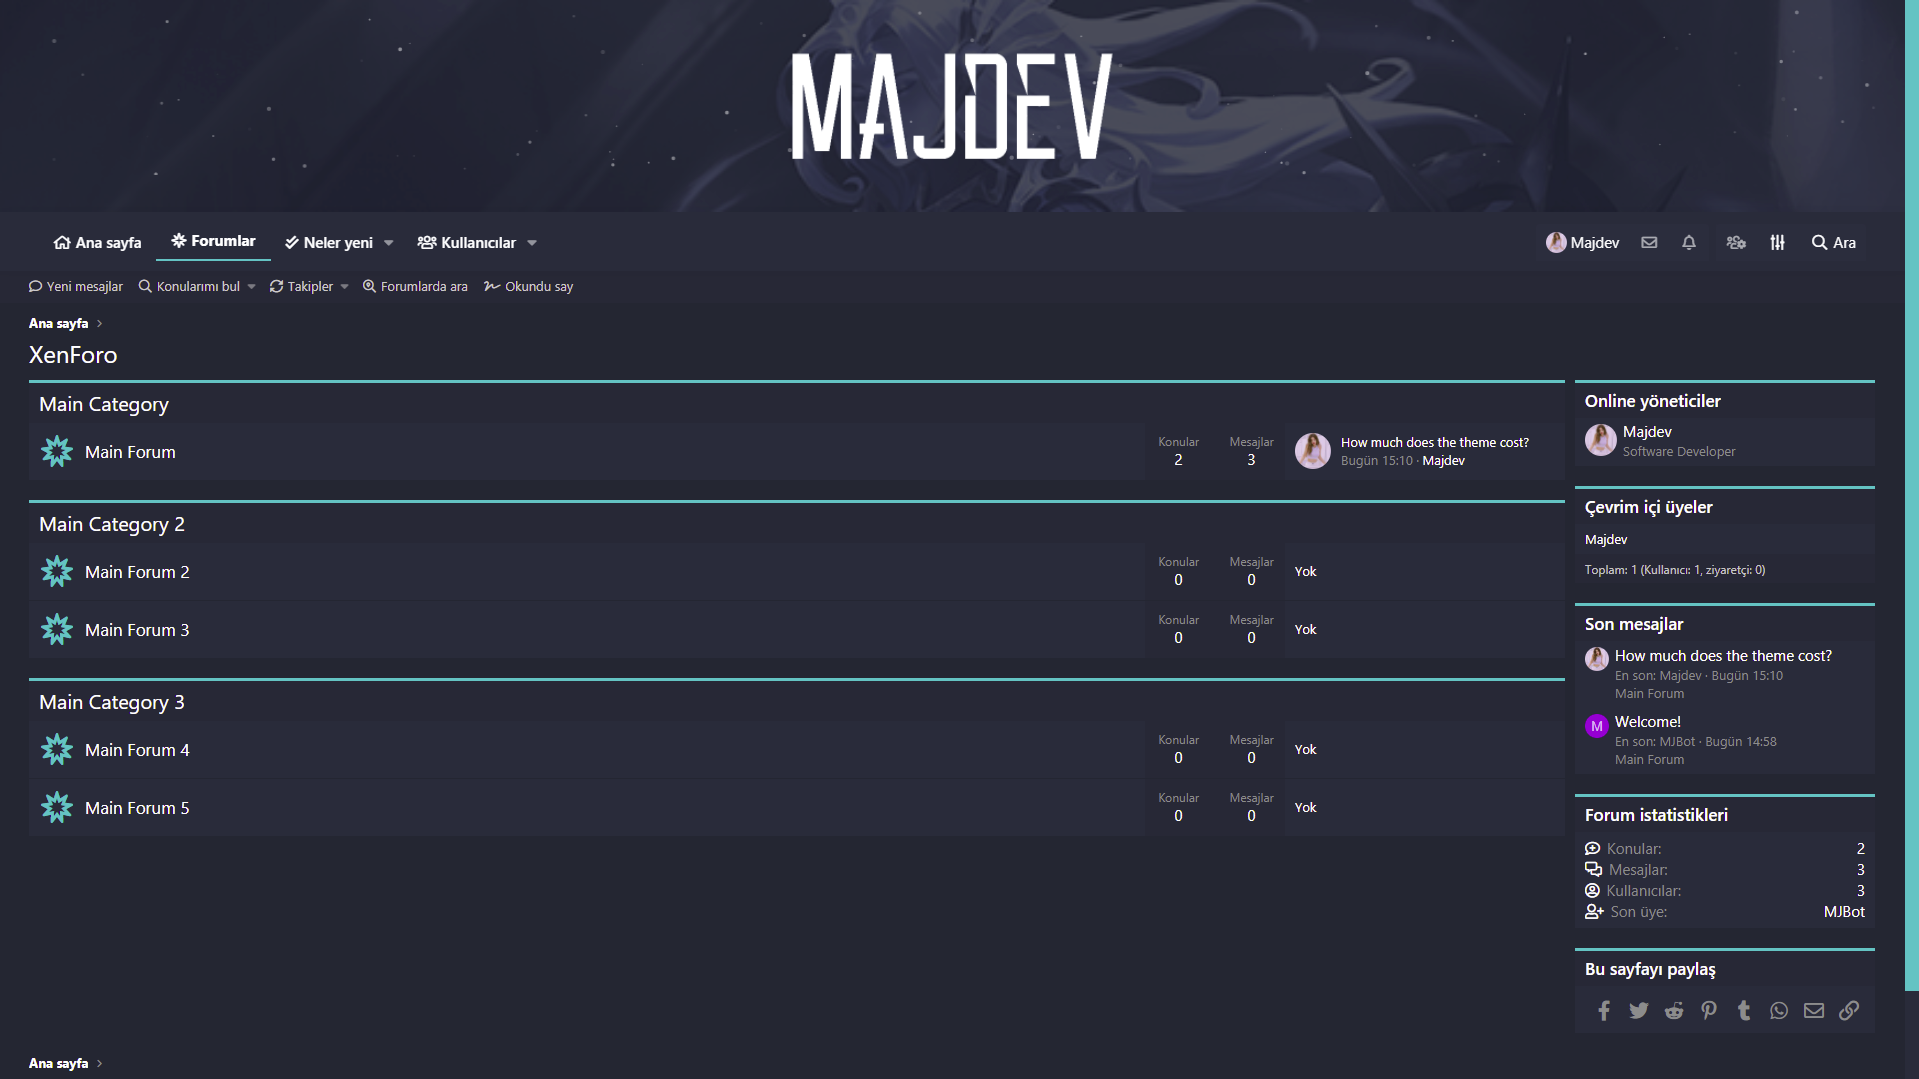 MAJDEV
Ana sayfa Forumlar Neler yeni Kullanıcılar Majdev Ara
Yeni mesajlar Konularımı bul Takipler Forumlarda ara Okundu say
Ana sayfa
XenForo
Main Category
Main Forum
Konular
2
Mesajlar
3
How much does the theme cost?
Bugün 15:10 · Majdev
Main Category 2
Main Forum 2
Konular
0
Mesajlar
0
Yok
Main Forum 3
Konular
0
Mesajlar
0
Yok
Main Category 3
Main Forum 4
Konular
0
Mesajlar
0
Yok
Main Forum 5
Konular
0
Mesajlar
0
Yok
Online yöneticiler
Majdev
Software Developer
Çevrim içi üyeler
Majdev
Toplam: 1 (Kullanıcı: 1, ziyaretçi: 0)
Son mesajlar
How much does the theme cost?
En son: Majdev · Bugün 15:10
Main Forum
M
Welcome!
En son: MJBot · Bugün 14:58
Main Forum
Forum istatistikleri
Konular: 2
Mesajlar: 3
Kullanıcılar: 3
Son üye: MJBot
Bu sayfayı paylaş
Ana sayfa